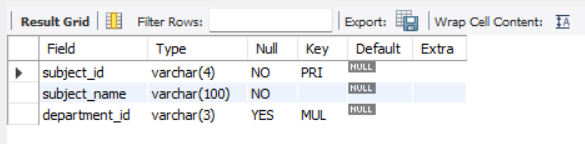 Result Grid Filter Rows: Export: Wrap Cell Content: IA
Field Type Null Key Default Extra
subject_id varchar(4) NO PRI NULL
subject_name varchar(100) NO NULL
department_id varchar(3) YES MUL NULL